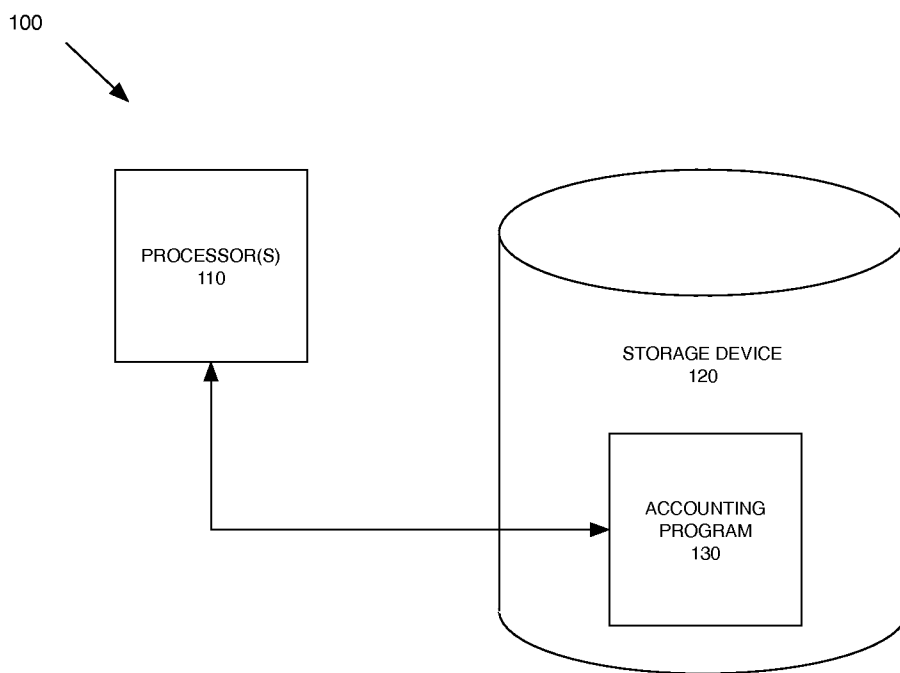 100
PROCESSOR(S)
110
STORAGE DEVICE
120
ACCOUNTING
PROGRAM
130